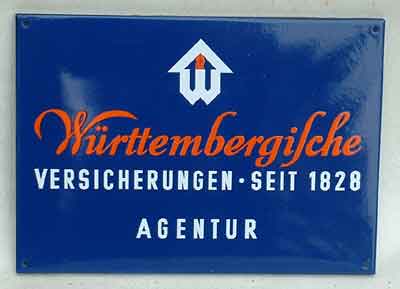 W
Württembergiſche
VERSICHERUNGEN · SEIT 1828
AGENTUR